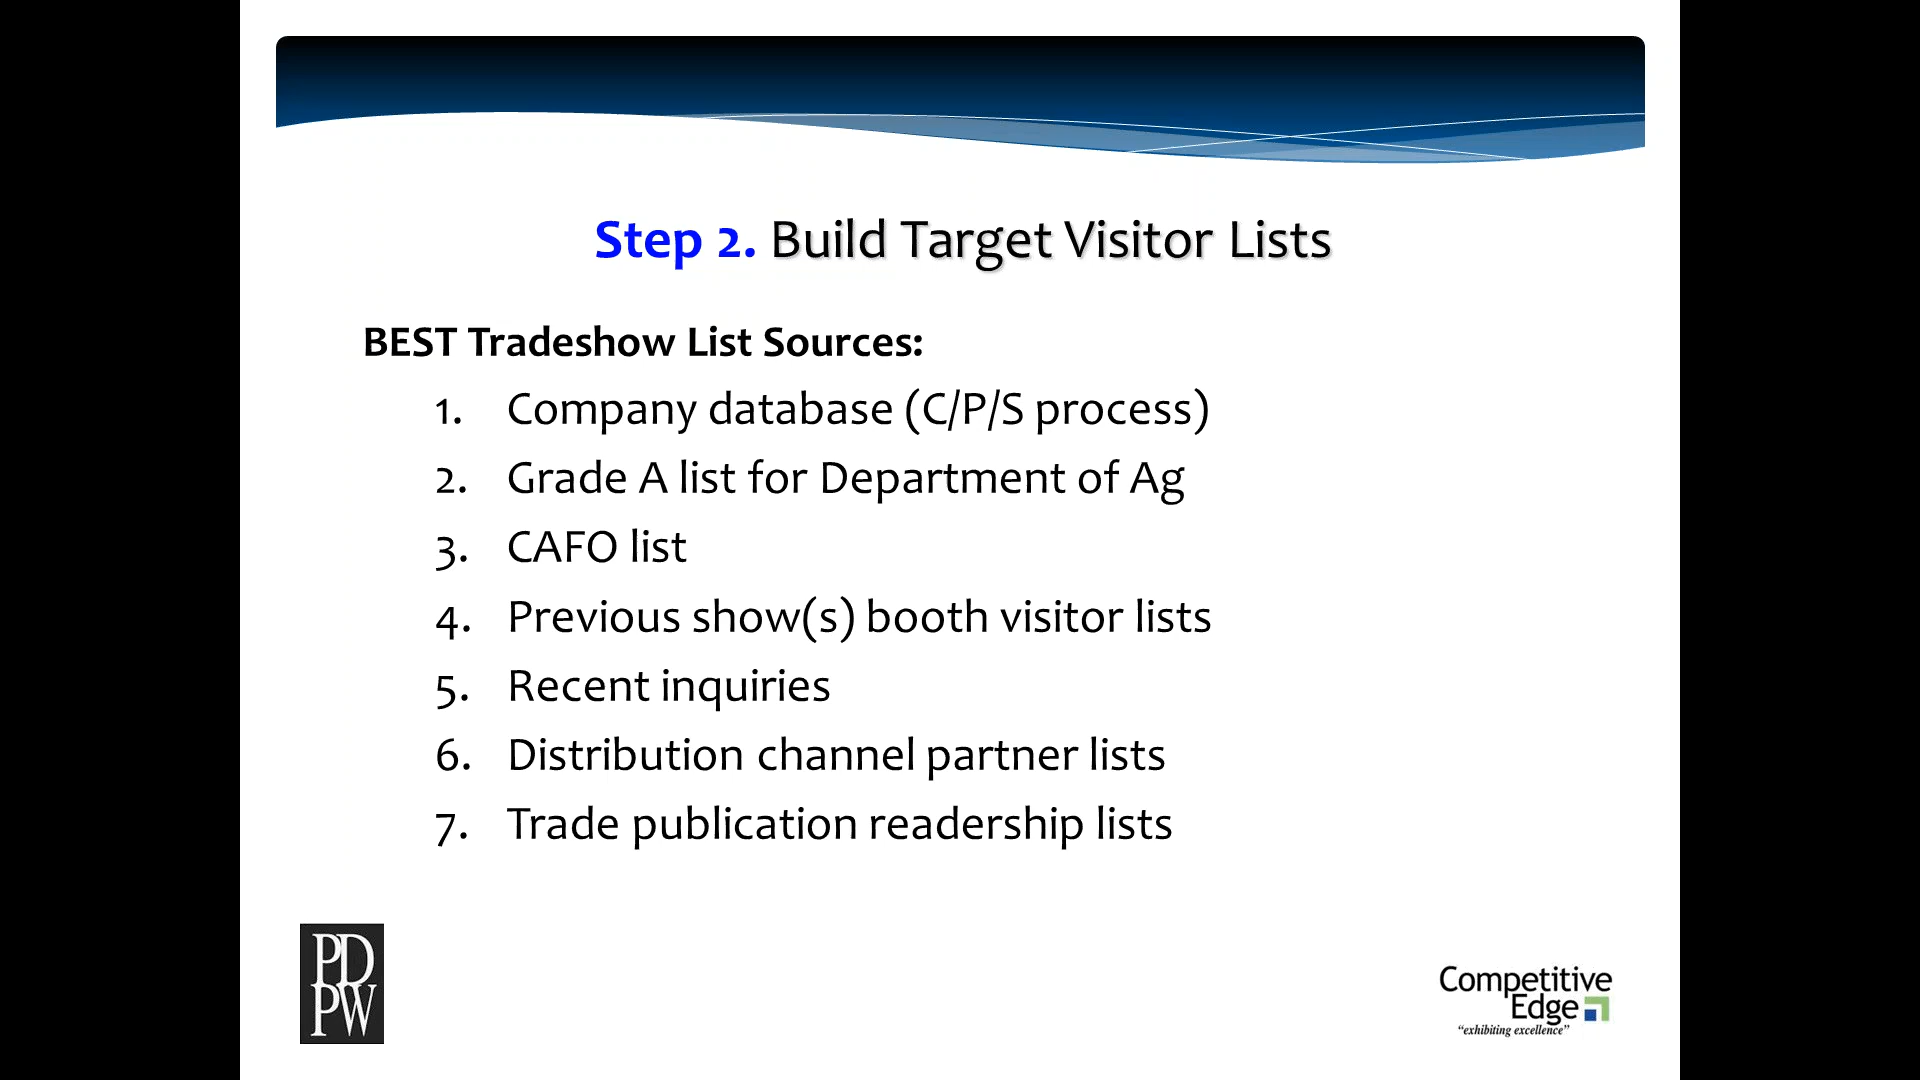 Step 2. Build Target Visitor Lists
BEST Tradeshow List Sources:
1. Company database (C/P/S process)
2. Grade A list for Department of Ag
3. CAFO list
4. Previous show(s) booth visitor lists
5. Recent inquiries
6. Distribution channel partner lists
7. Trade publication readership lists
PD
PW
Competitive
Edge
“exhibiting excellence”